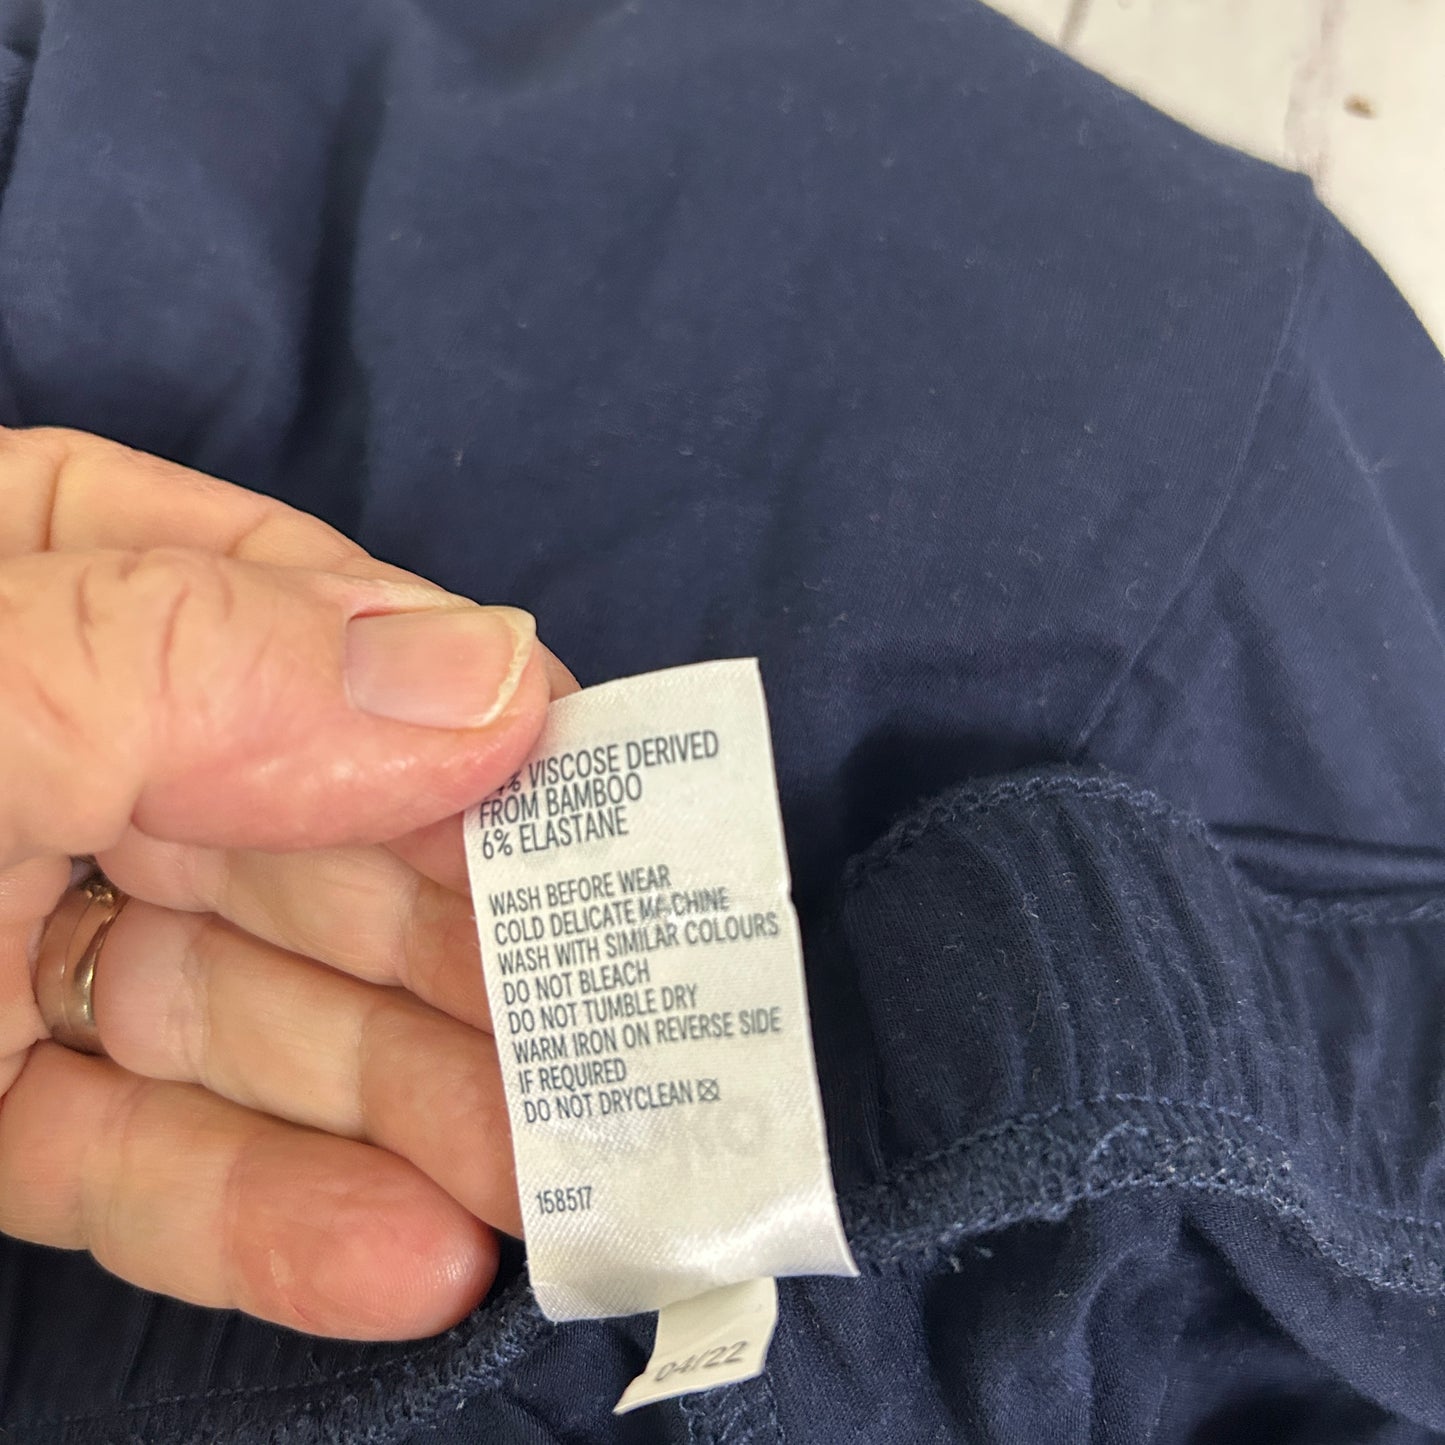 VISCOSE DERIVED
FROM BAMBOO
6% ELASTANE
WASH BEFORE WEAR
COLD DELICATE MACHINE
WASH WITH SIMILAR COLOURS
DO NOT BLEACH
DO NOT TUMBLE DRY
WARM IRON ON REVERSE SIDE
IF REQUIRED
DO NOT DRYCLEAN
158517
04/22